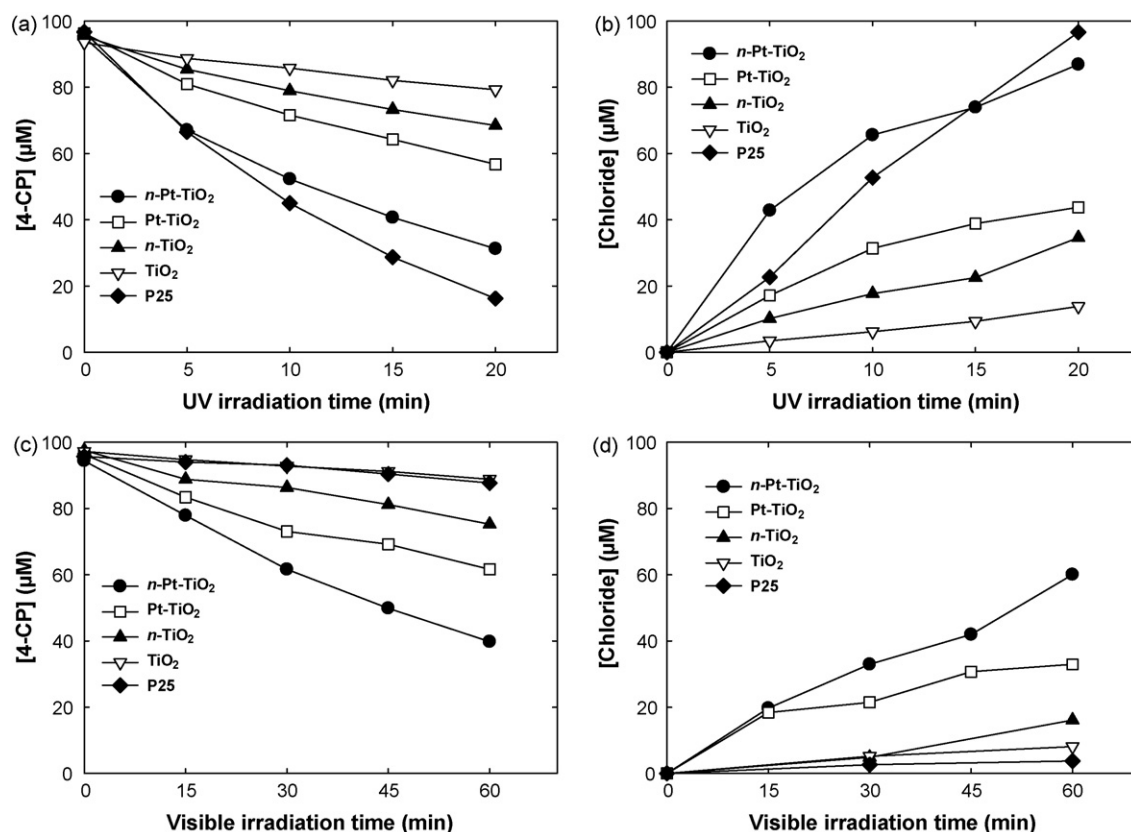 (a)
100
80
60
40
20
0
[4-CP] (µM)
n-Pt-TiO₂
Pt-TiO₂
n-TiO₂
TiO₂
P25
0 5 10 15 20
UV irradiation time (min)
(b)
100
80
60
40
20
0
[Chloride] (µM)
n-Pt-TiO₂
Pt-TiO₂
n-TiO₂
TiO₂
P25
0 5 10 15 20
UV irradiation time (min)
(c)
100
80
60
40
20
0
[4-CP] (µM)
n-Pt-TiO₂
Pt-TiO₂
n-TiO₂
TiO₂
P25
0 15 30 45 60
Visible irradiation time (min)
(d)
100
80
60
40
20
0
[Chloride] (µM)
n-Pt-TiO₂
Pt-TiO₂
n-TiO₂
TiO₂
P25
0 15 30 45 60
Visible irradiation time (min)